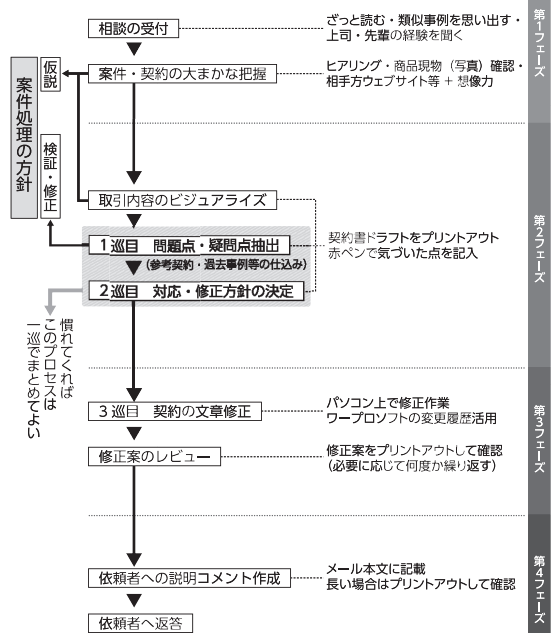 相談の受付
ざっと読む・類似事例を思い出す・
上司・先輩の経験を聞く
第1フェーズ
案件・契約の大まかな把握
ヒアリング・商品現物（写真）確認・
相手方ウェブサイト等 + 想像力
仮説
案件処理の方針
検証・修正
取引内容のビジュアライズ
1巡目　問題点・疑問点抽出
(参考契約・過去事例等の仕込み)
2巡目　対応・修正方針の決定
契約書ドラフトをプリントアウト
赤ペンで気づいた点を記入
第2フェーズ
慣れてくれば
このプロセスは
一巡でまとめてよい
3巡目　契約の文章修正
パソコン上で修正作業
ワープロソフトの変更履歴活用
修正案のレビュー
修正案をプリントアウトして確認
（必要に応じて何度か繰り返す）
第3フェーズ
依頼者への説明コメント作成
メール本文に記載
長い場合はプリントアウトして確認
依頼者へ返答
第4フェーズ